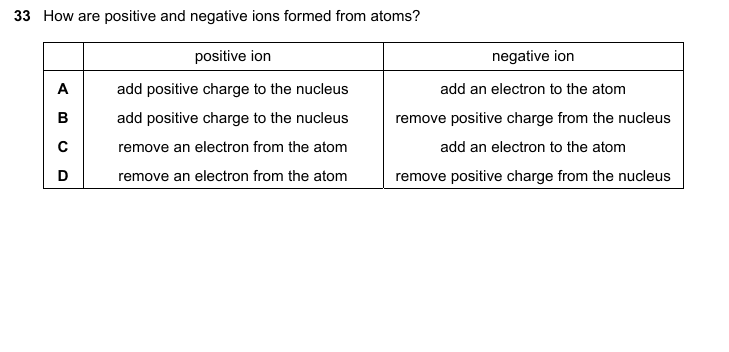 33 How are positive and negative ions formed from atoms?
positive ion negative ion
A add positive charge to the nucleus add an electron to the atom
B add positive charge to the nucleus remove positive charge from the nucleus
C remove an electron from the atom add an electron to the atom
D remove an electron from the atom remove positive charge from the nucleus